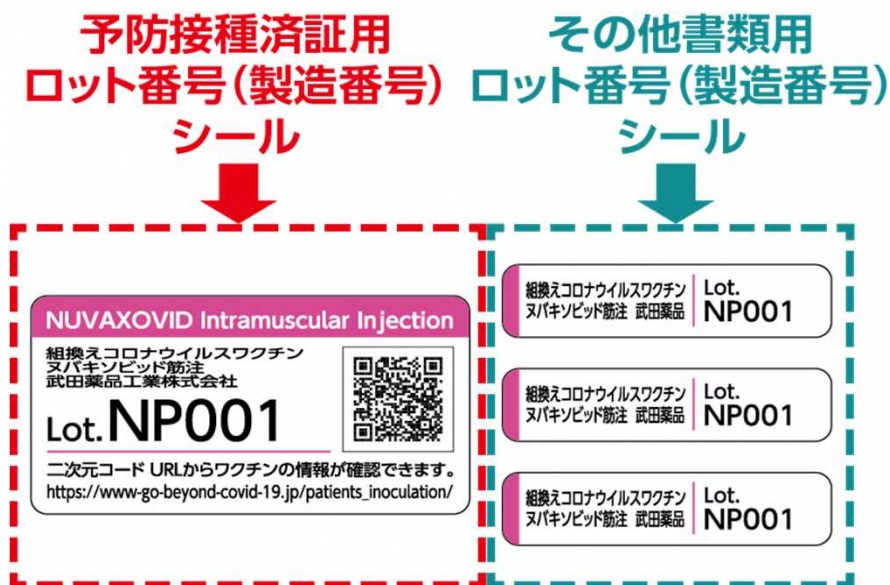 予防接種済証用
ロット番号(製造番号)
シール
その他書類用
ロット番号(製造番号)
シール
NUVAXOVID Intramuscular Injection
組換えコロナウイルスワクチン
ヌバキソビッド筋注
武田薬品工業株式会社
Lot.NP001
二次元コード URLからワクチンの情報が確認できます。
https://www-go-beyond-covid-19.jp/patients_inoculation/
組換えコロナウイルスワクチン
ヌバキソビッド筋注 武田薬品
Lot.
NP001
組換えコロナウイルスワクチン
ヌバキソビッド筋注 武田薬品
Lot.
NP001
組換えコロナウイルスワクチン
ヌバキソビッド筋注 武田薬品
Lot.
NP001